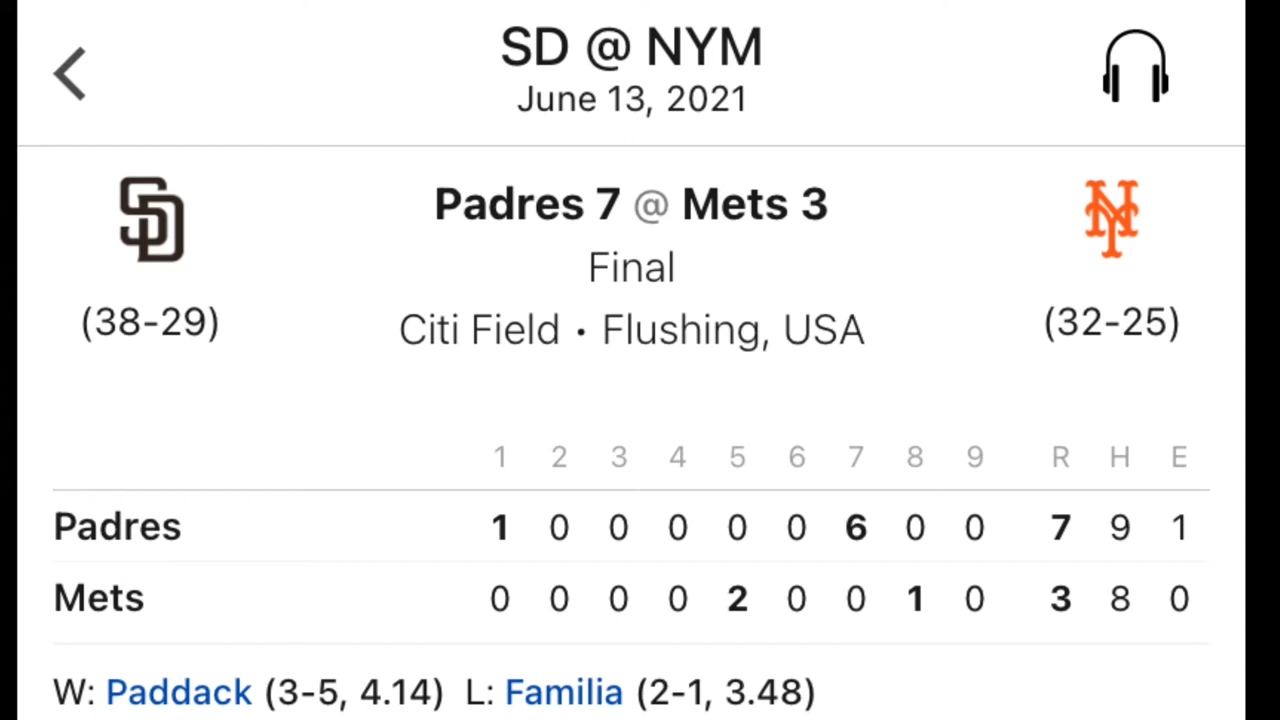 SD @ NYM
June 13, 2021
SD
NY
Padres 7 @ Mets 3
Final
(38-29)
Citi Field • Flushing, USA
(32-25)
1 2 3 4 5 6 7 8 9 R H E
Padres 1 0 0 0 0 0 6 0 0 7 9 1
Mets 0 0 0 0 2 0 0 1 0 3 8 0
W: Paddack (3-5, 4.14) L: Familia (2-1, 3.48)